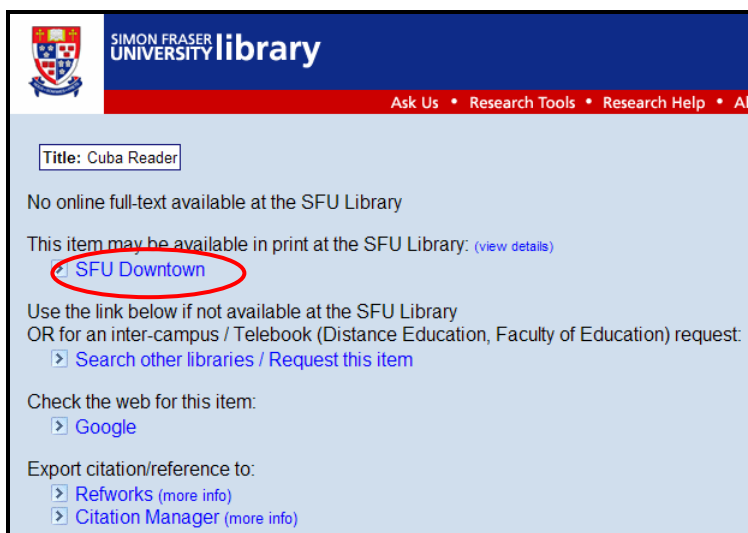 SIMON FRASER
UNIVERSITY library
Ask Us • Research Tools • Research Help •
Title: Cuba Reader
No online full-text available at the SFU Library
This item may be available in print at the SFU Library: (view details)
SFU Downtown
Use the link below if not available at the SFU Library
OR for an inter-campus / Telebook (Distance Education, Faculty of Education) request:
Search other libraries / Request this item
Check the web for this item:
Google
Export citation/reference to:
Refworks (more info)
Citation Manager (more info)